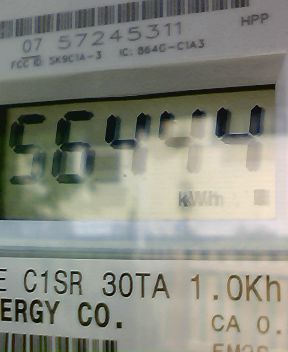 07 57245311 HPP
FCC ID: SK9C1A-3 IC: 864G-C1A3
56444
kWh
E C1SR 30TA 1.0Kh
ERGY CO. CA 0.